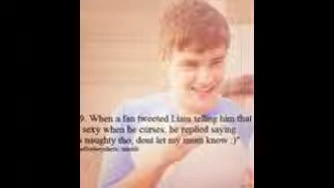 9. When a fan tweeted Liam telling him that
sexy when he curses, he replied saying
naughty tho, dont let my mum know :)"